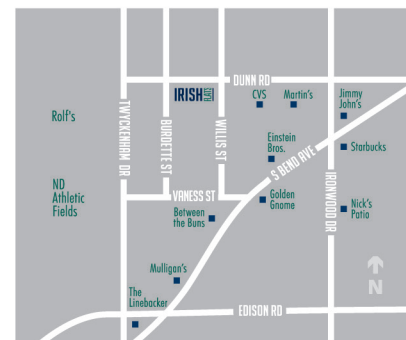 DUNN RD
IRISH
FLATS
CVS
Martin's
Jimmy
John's
Rolf's
TWYCKENHAM DR
BURDETTE ST
WILLIS ST
Einstein
Bros.
S BEND AVE
Starbucks
IRONWOOD DR
ND
Athletic
Fields
VANESS ST
Between
the Buns
Golden
Gnome
Nick's
Patio
Mulligan's
N
The
Linebacker
EDISON RD